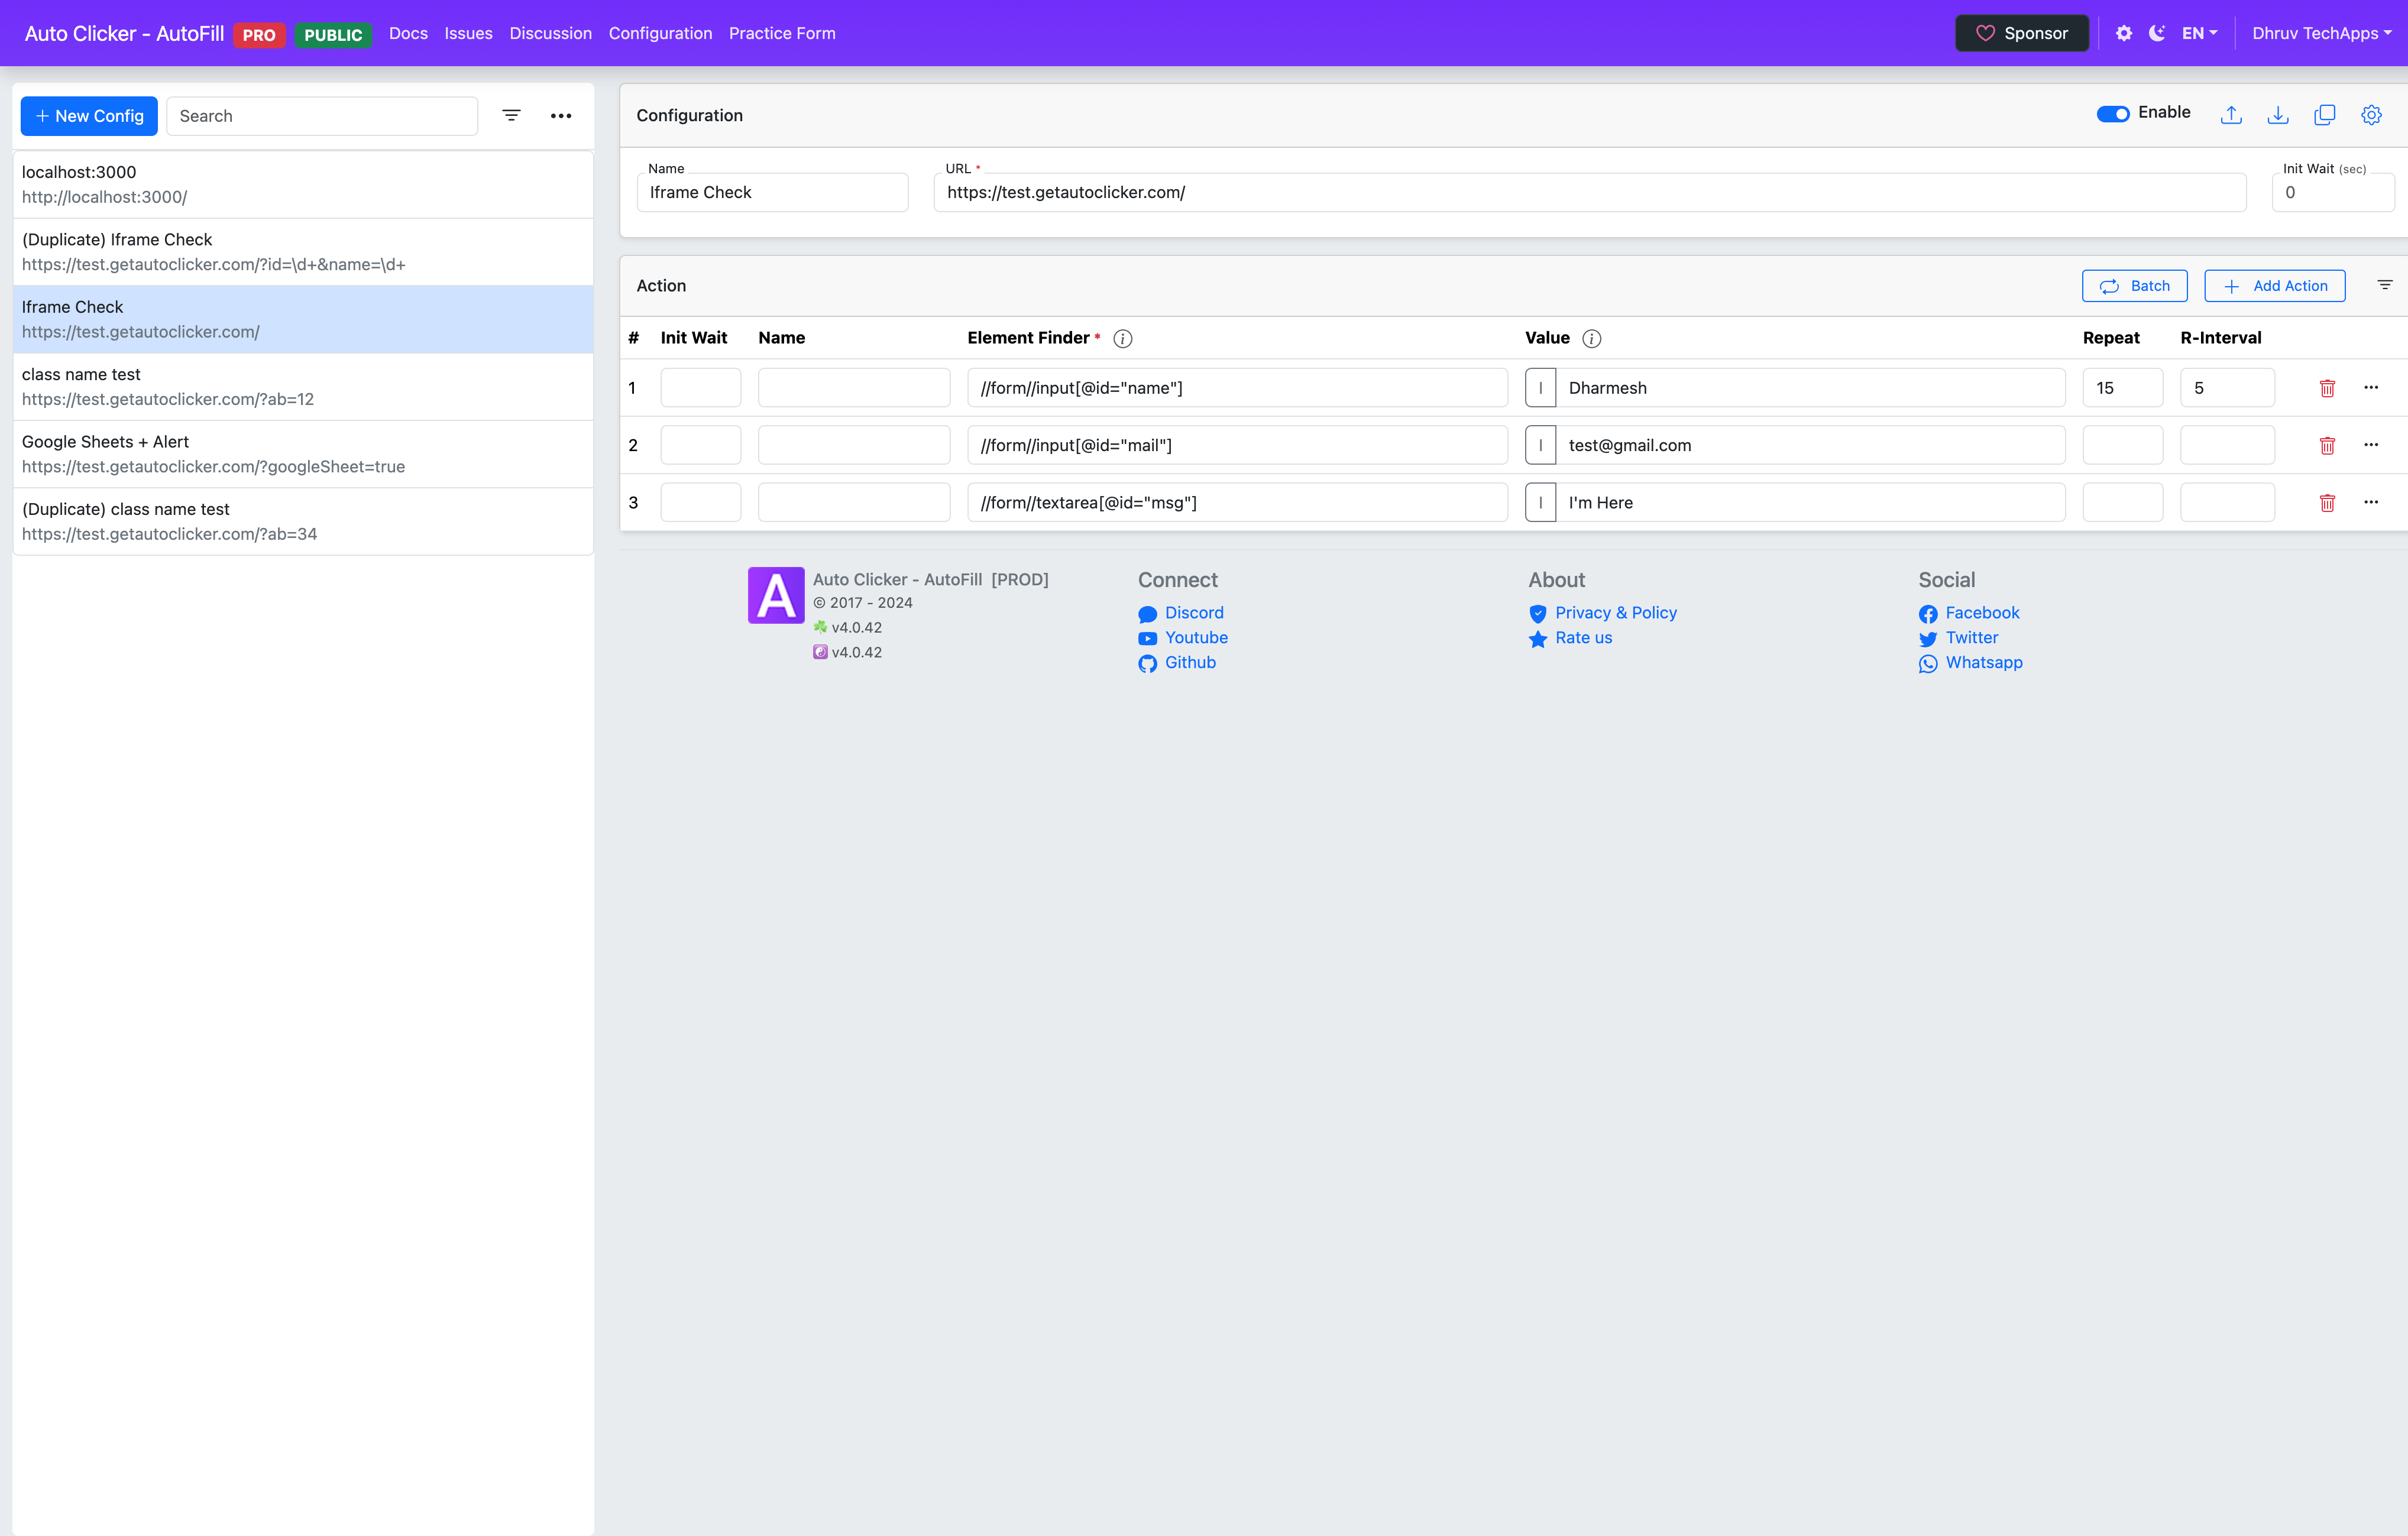 Auto Clicker - AutoFill PRO PUBLIC Docs Issues Discussion Configuration Practice Form Sponsor EN Dhruv TechApps
New Config Search
localhost:3000
http://localhost:3000/
(Duplicate) Iframe Check
https://test.getautoclicker.com/?id=\d+&name=\d+
Iframe Check
https://test.getautoclicker.com/
class name test
https://test.getautoclicker.com/?ab=12
Google Sheets + Alert
https://test.getautoclicker.com/?googleSheet=true
(Duplicate) class name test
https://test.getautoclicker.com/?ab=34
Configuration Enable
Name URL * Init Wait (sec)
Iframe Check https://test.getautoclicker.com/ 0
Action Batch Add Action
# Init Wait Name Element Finder * Value Repeat R-Interval
1 //form//input[@id="name"] | Dharmesh 15 5
2 //form//input[@id="mail"] | test@gmail.com
3 //form//textarea[@id="msg"] | I'm Here
A
Auto Clicker - AutoFill [PROD]
© 2017 - 2024
v4.0.42
v4.0.42
Connect
Discord
Youtube
Github
About
Privacy & Policy
Rate us
Social
Facebook
Twitter
Whatsapp